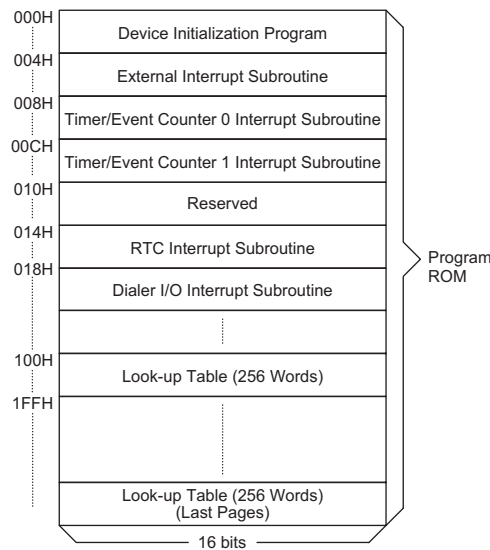 000H
Device Initialization Program
004H
External Interrupt Subroutine
008H
Timer/Event Counter 0 Interrupt Subroutine
00CH
Timer/Event Counter 1 Interrupt Subroutine
010H
Reserved
014H
RTC Interrupt Subroutine
018H
Dialer I/O Interrupt Subroutine
Program
ROM
100H
Look-up Table (256 Words)
1FFH
Look-up Table (256 Words)
(Last Pages)
16 bits